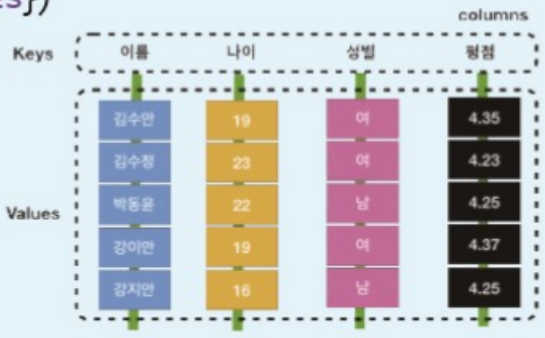 es})
columns
Keys 이름 나이 성별 평점
Values
김수안 19 여 4.35
김수정 23 여 4.23
박동윤 22 남 4.25
강이안 19 여 4.37
강지안 16 남 4.25